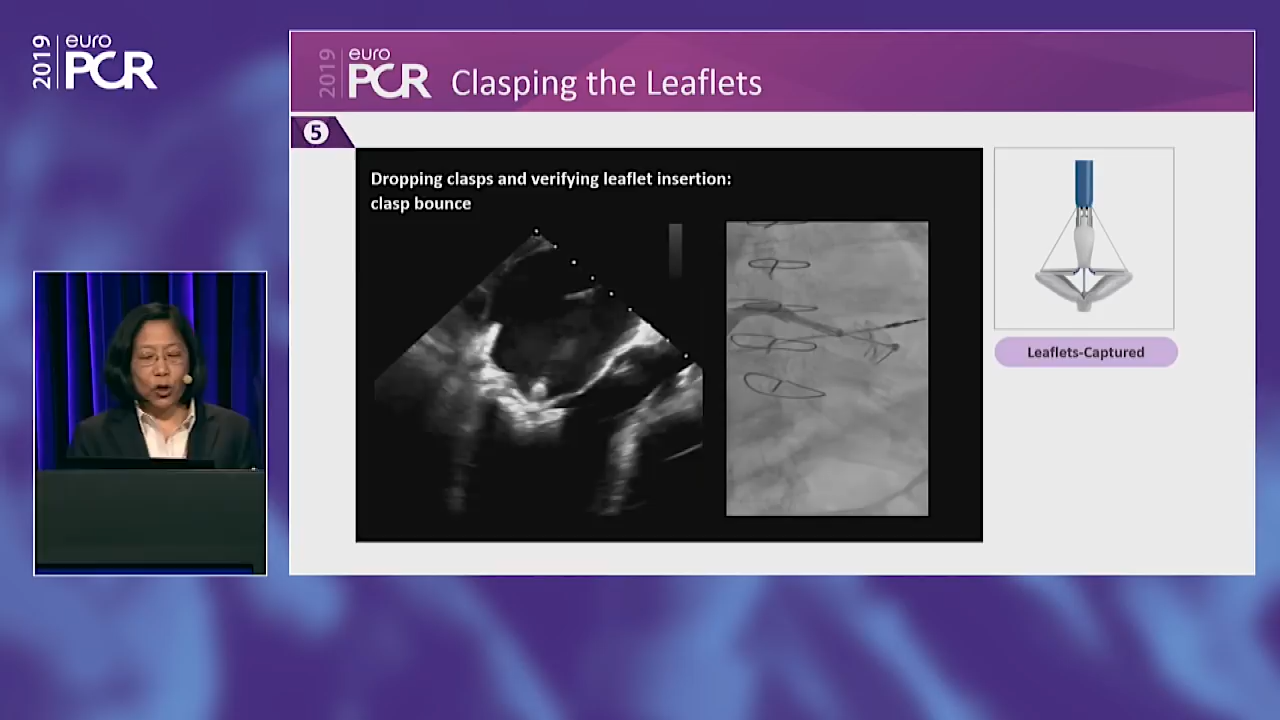 2019 euro PCR
2019 euro PCR
Clasping the Leaflets
5
Dropping clasps and verifying leaflet insertion:
clasp bounce
Leaflets-Captured